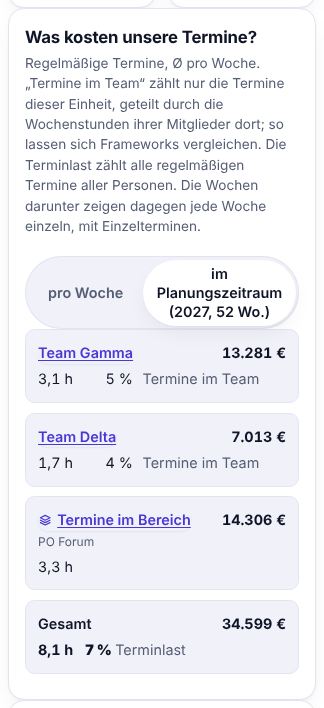 Was kosten unsere Termine?
Regelmäßige Termine, Ø pro Woche.
„Termine im Team“ zählt nur die Termine
dieser Einheit, geteilt durch die
Wochenstunden ihrer Mitglieder dort; so
lassen sich Frameworks vergleichen. Die
Terminlast zählt alle regelmäßigen
Termine aller Personen. Die Wochen
darunter zeigen dagegen jede Woche
einzeln, mit Einzelterminen.
pro Woche
im
Planungszeitraum
(2027, 52 Wo.)
Team Gamma 13.281 €
3,1 h 5 % Termine im Team
Team Delta 7.013 €
1,7 h 4 % Termine im Team
Termine im Bereich 14.306 €
PO Forum
3,3 h
Gesamt 34.599 €
8,1 h 7 % Terminlast